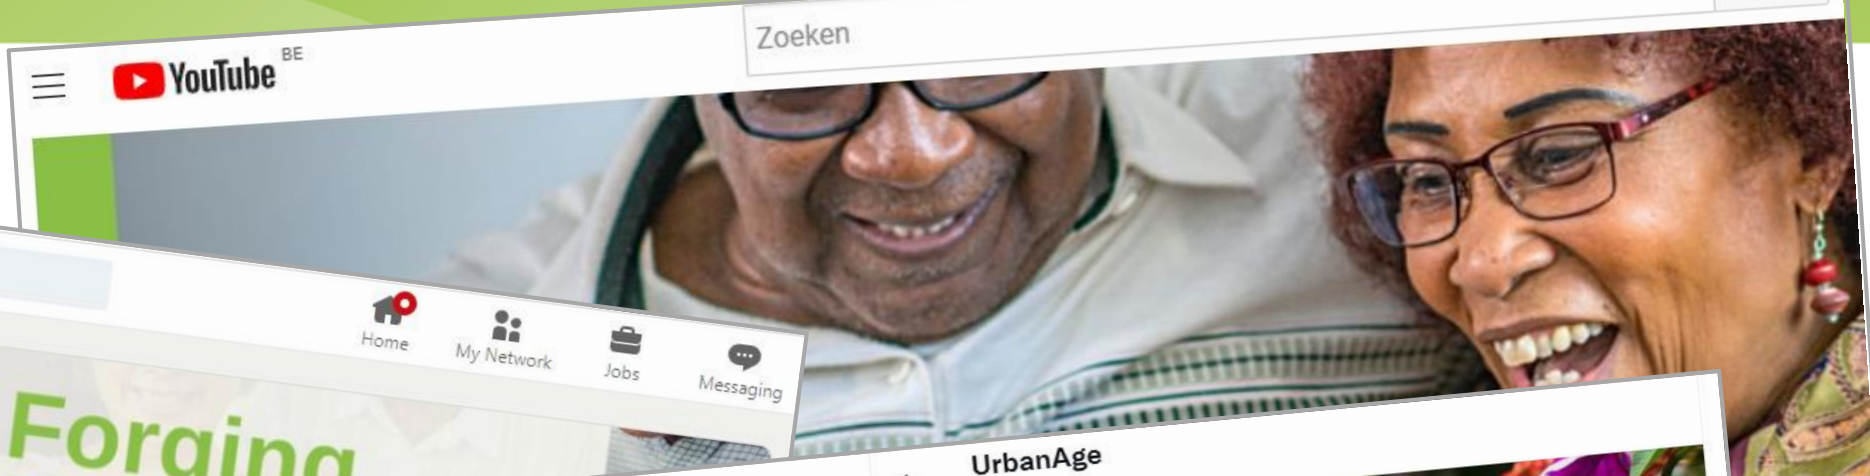 YouTube BE
Zoeken
Home
My Network
Jobs
Messaging
Forging
UrbanAge